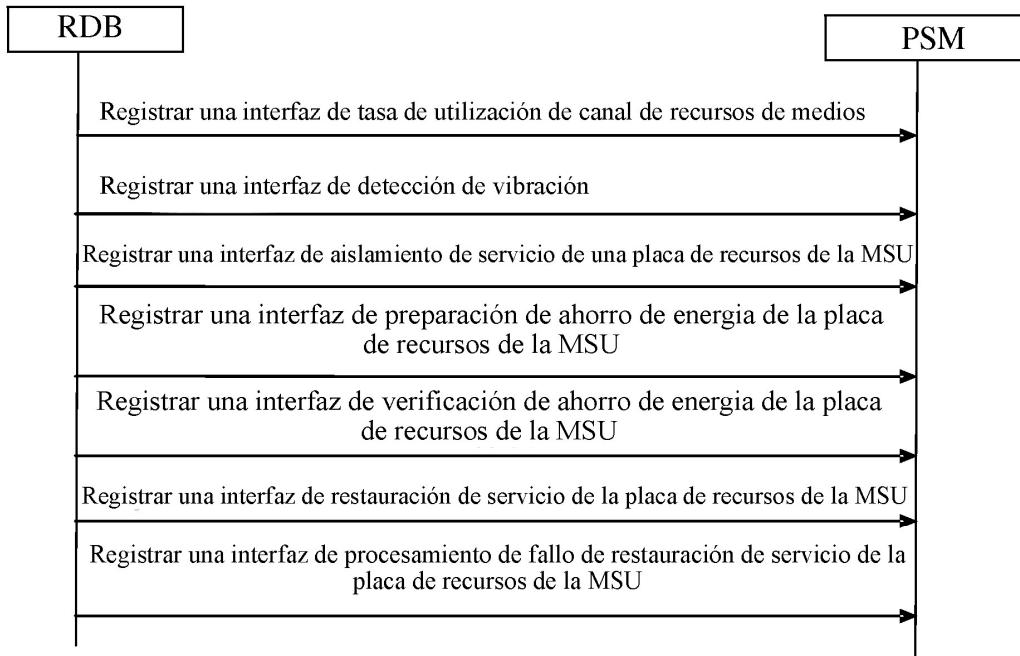 RDB
PSM
Registrar una interfaz de tasa de utilización de canal de recursos de medios
Registrar una interfaz de detección de vibración
Registrar una interfaz de aislamiento de servicio de una placa de recursos de la MSU
Registrar una interfaz de preparación de ahorro de energia de la placa
de recursos de la MSU
Registrar una interfaz de verificación de ahorro de energia de la placa
de recursos de la MSU
Registrar una interfaz de restauración de servicio de la placa de recursos de la MSU
Registrar una interfaz de procesamiento de fallo de restauración de servicio de la
placa de recursos de la MSU